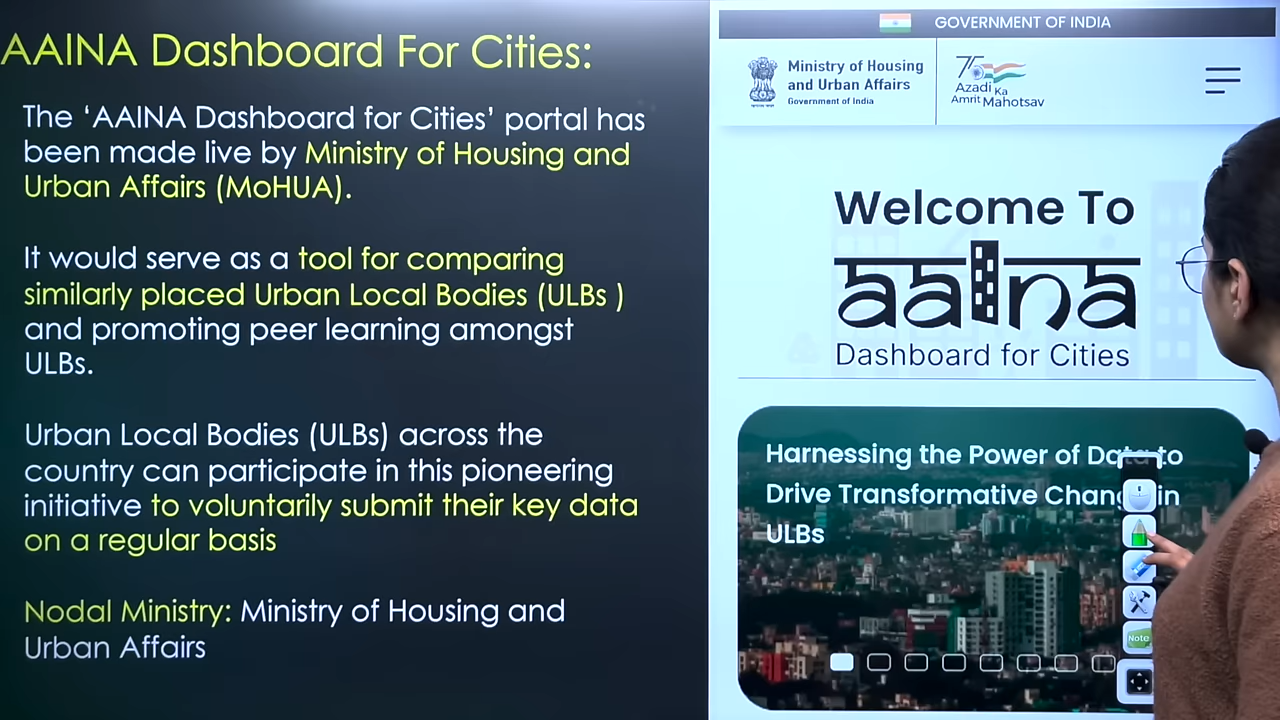 AAINA Dashboard For Cities:
The ‘AAINA Dashboard for Cities’ portal has
been made live by Ministry of Housing and
Urban Affairs (MoHUA).
It would serve as a tool for comparing
similarly placed Urban Local Bodies (ULBs )
and promoting peer learning amongst
ULBs.
Urban Local Bodies (ULBs) across the
country can participate in this pioneering
initiative to voluntarily submit their key data
on a regular basis
Nodal Ministry: Ministry of Housing and
Urban Affairs
GOVERNMENT OF INDIA
Ministry of Housing
and Urban Affairs
Government of India
75
Azadi Ka
Amrit Mahotsav
Welcome To
aaina
Dashboard for Cities
Harnessing the Power of Data to
Drive Transformative Change in
ULBs
Note